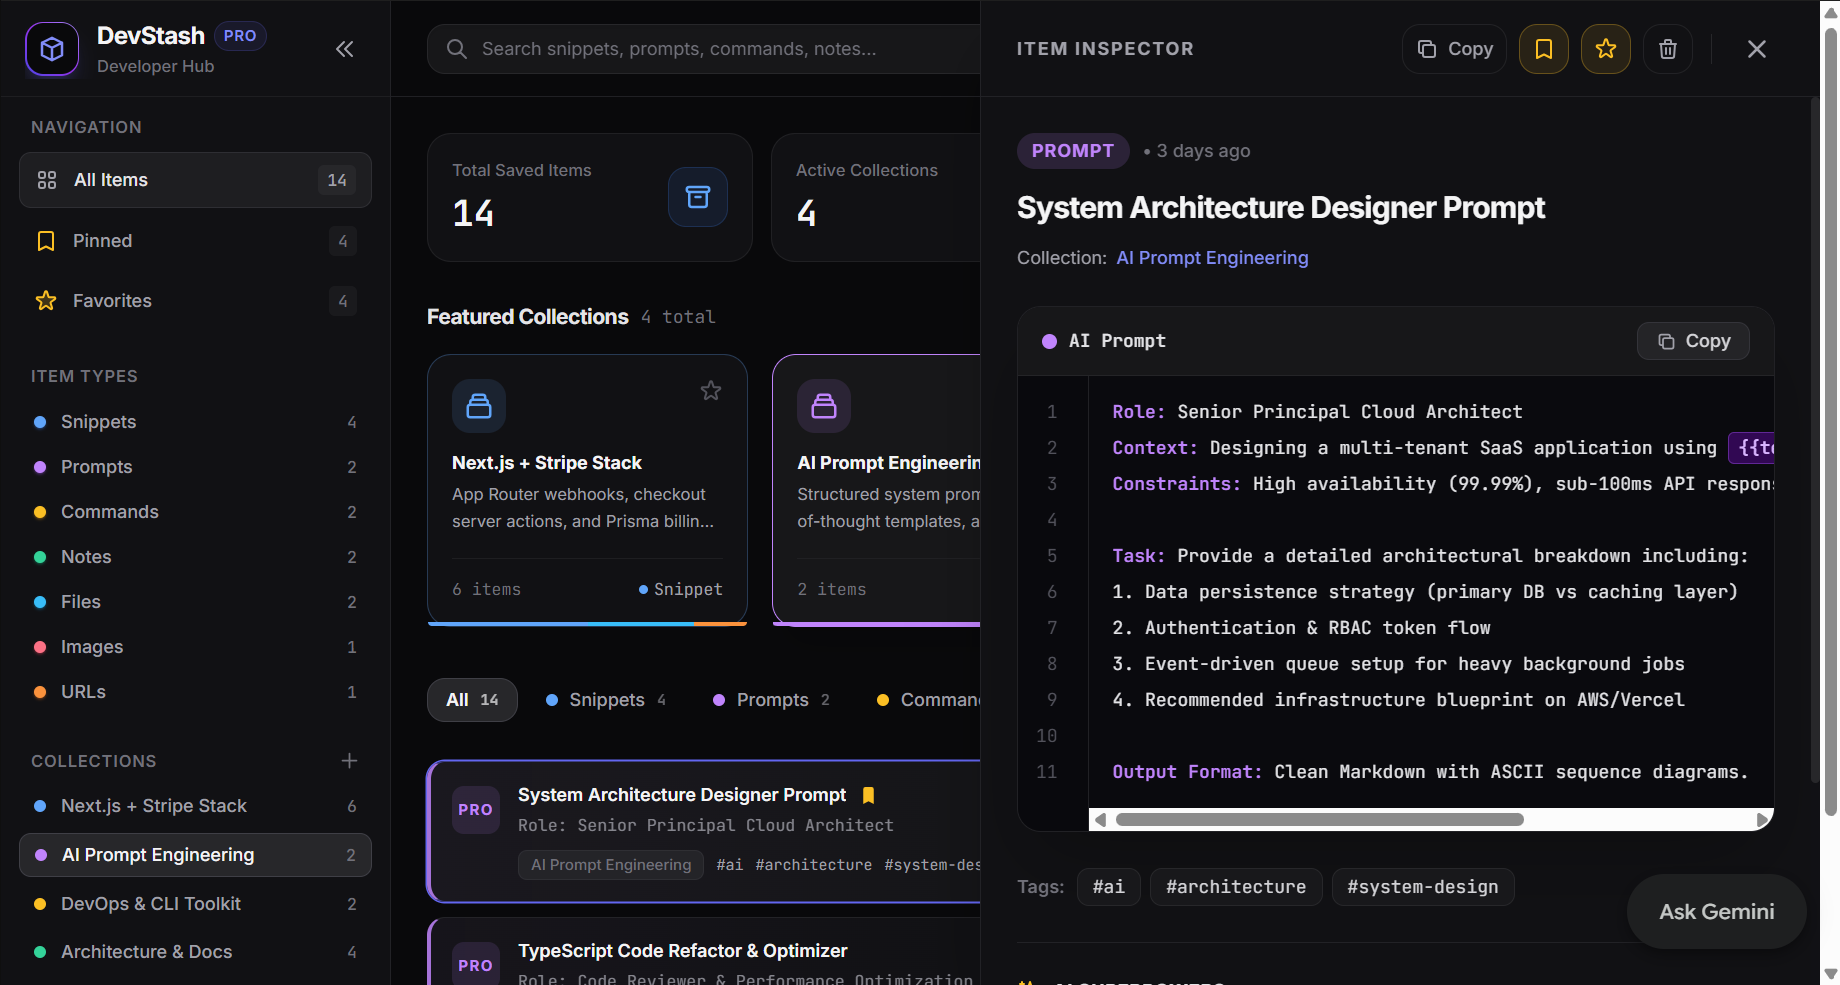 DevStash PRO
Developer Hub
NAVIGATION
All Items 14
Pinned 4
Favorites 4
ITEM TYPES
Snippets 4
Prompts 2
Commands 2
Notes 2
Files 2
Images 1
URLs 1
COLLECTIONS
Next.js + Stripe Stack 6
AI Prompt Engineering 2
DevOps & CLI Toolkit 2
Architecture & Docs 4
Search snippets, prompts, commands, notes...
Total Saved Items
14
Active Collections
4
Featured Collections 4 total
Next.js + Stripe Stack
App Router webhooks, checkout
server actions, and Prisma billin...
6 items Snippet
AI Prompt Engineerin
Structured system prom
of-thought templates, a
2 items
All 14 Snippets 4 Prompts 2 Comman
PRO
System Architecture Designer Prompt
Role: Senior Principal Cloud Architect
AI Prompt Engineering #ai #architecture #system-des
PRO
TypeScript Code Refactor & Optimizer
Role: Code Reviewer & Performance Optimization
ITEM INSPECTOR
Copy
PROMPT • 3 days ago
System Architecture Designer Prompt
Collection: AI Prompt Engineering
AI Prompt
Copy
1 Role: Senior Principal Cloud Architect
2 Context: Designing a multi-tenant SaaS application using {{t
3 Constraints: High availability (99.99%), sub-100ms API respon
4
5 Task: Provide a detailed architectural breakdown including:
6 1. Data persistence strategy (primary DB vs caching layer)
7 2. Authentication & RBAC token flow
8 3. Event-driven queue setup for heavy background jobs
9 4. Recommended infrastructure blueprint on AWS/Vercel
10
11 Output Format: Clean Markdown with ASCII sequence diagrams.
Tags: #ai #architecture #system-design
Ask Gemini